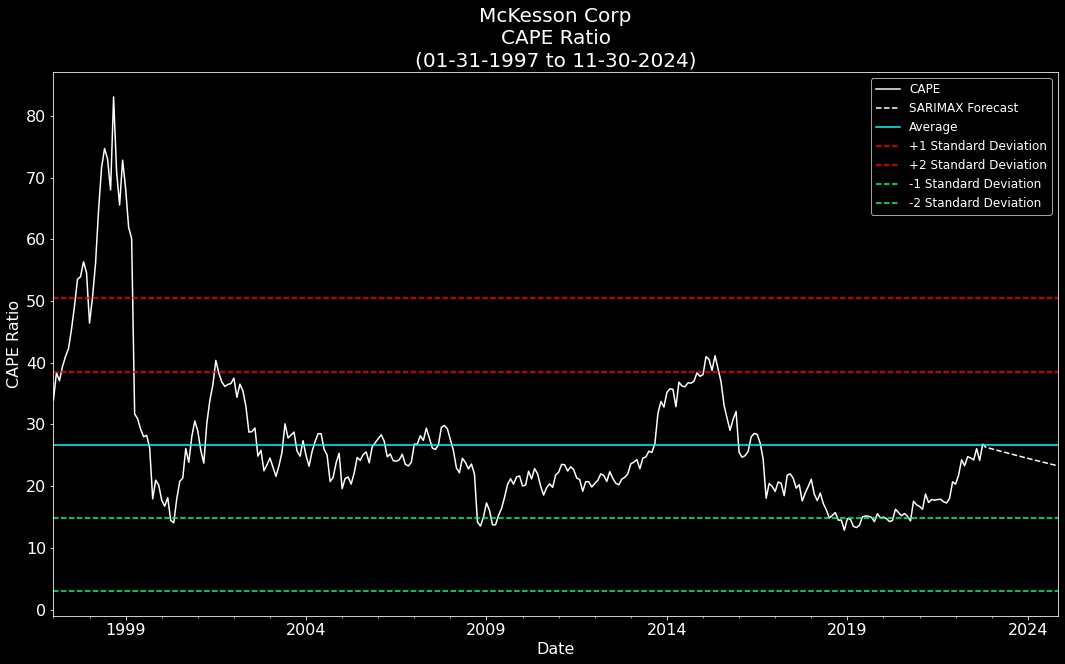 McKesson Corp
CAPE Ratio
(01-31-1997 to 11-30-2024)
CAPE
SARIMAX Forecast
Average
+1 Standard Deviation
+2 Standard Deviation
-1 Standard Deviation
-2 Standard Deviation
CAPE Ratio
80
70
60
50
40
30
20
10
0
1999 2004 2009 2014 2019 2024
Date